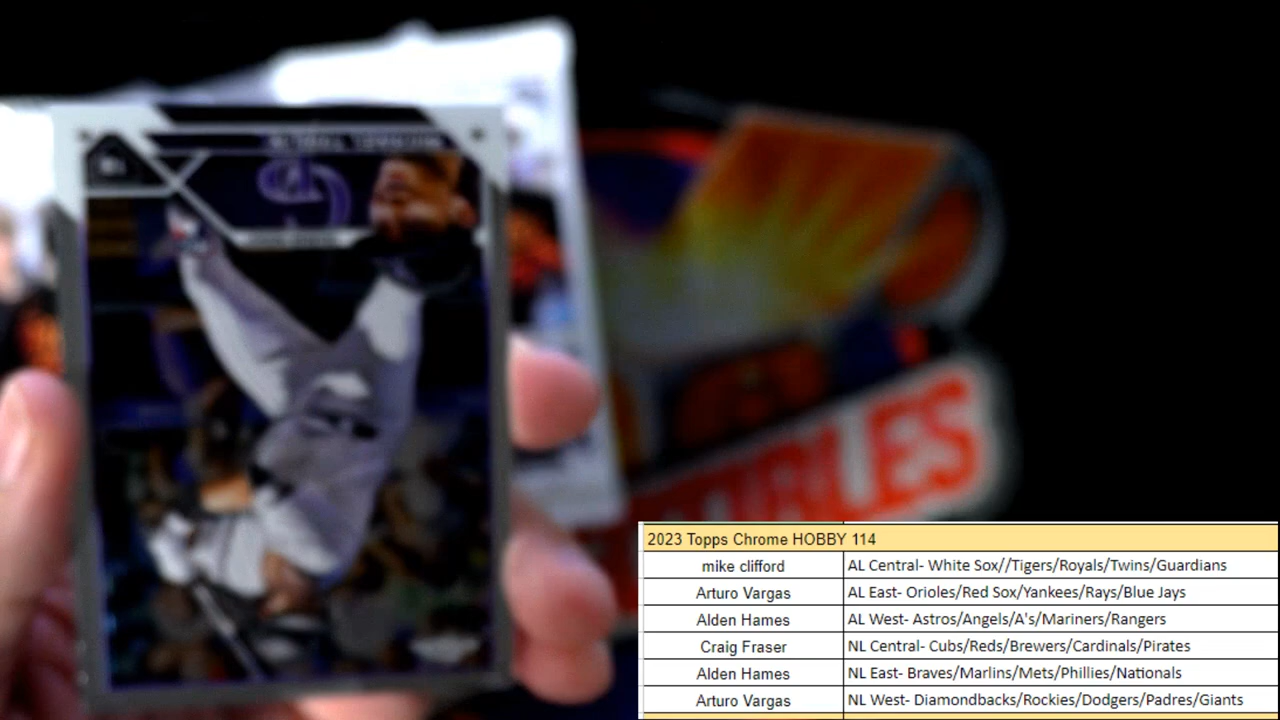 2023 Topps Chrome HOBBY 114
mike clifford AL Central- White Sox//Tigers/Royals/Twins/Guardians
Arturo Vargas AL East- Orioles/Red Sox/Yankees/Rays/Blue Jays
Alden Hames AL West- Astros/Angels/A's/Mariners/Rangers
Craig Fraser NL Central- Cubs/Reds/Brewers/Cardinals/Pirates
Alden Hames NL East- Braves/Marlins/Mets/Phillies/Nationals
Arturo Vargas NL West- Diamondbacks/Rockies/Dodgers/Padres/Giants